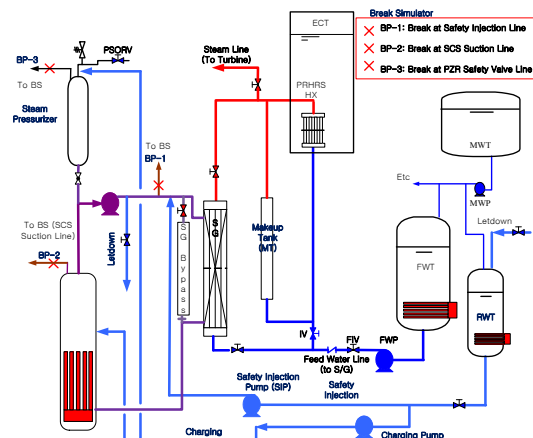 Break Simulator
BP-1: Break at Safety Injection Line
BP-2: Break at SCS Suction Line
BP-3: Break at PZR Safety Valve Line
ECT
PSORV
BP-3
To BS
Steam
Pressurizer
Steam Line
(To Turbine)
PRHRS
HX
MWT
To BS
BP-1
Etc
MWP
To BS (SCS
Suction Line)
BP-2
Letdown
SG Bypass
SG
Makeup
Tank
(MT)
Letdown
FWT
RWT
IV
FIV
FWP
Feed Water Line
(to S/G)
Safety Injection
Pump (SIP)
Safety
Injection
Charging
Charging Pump